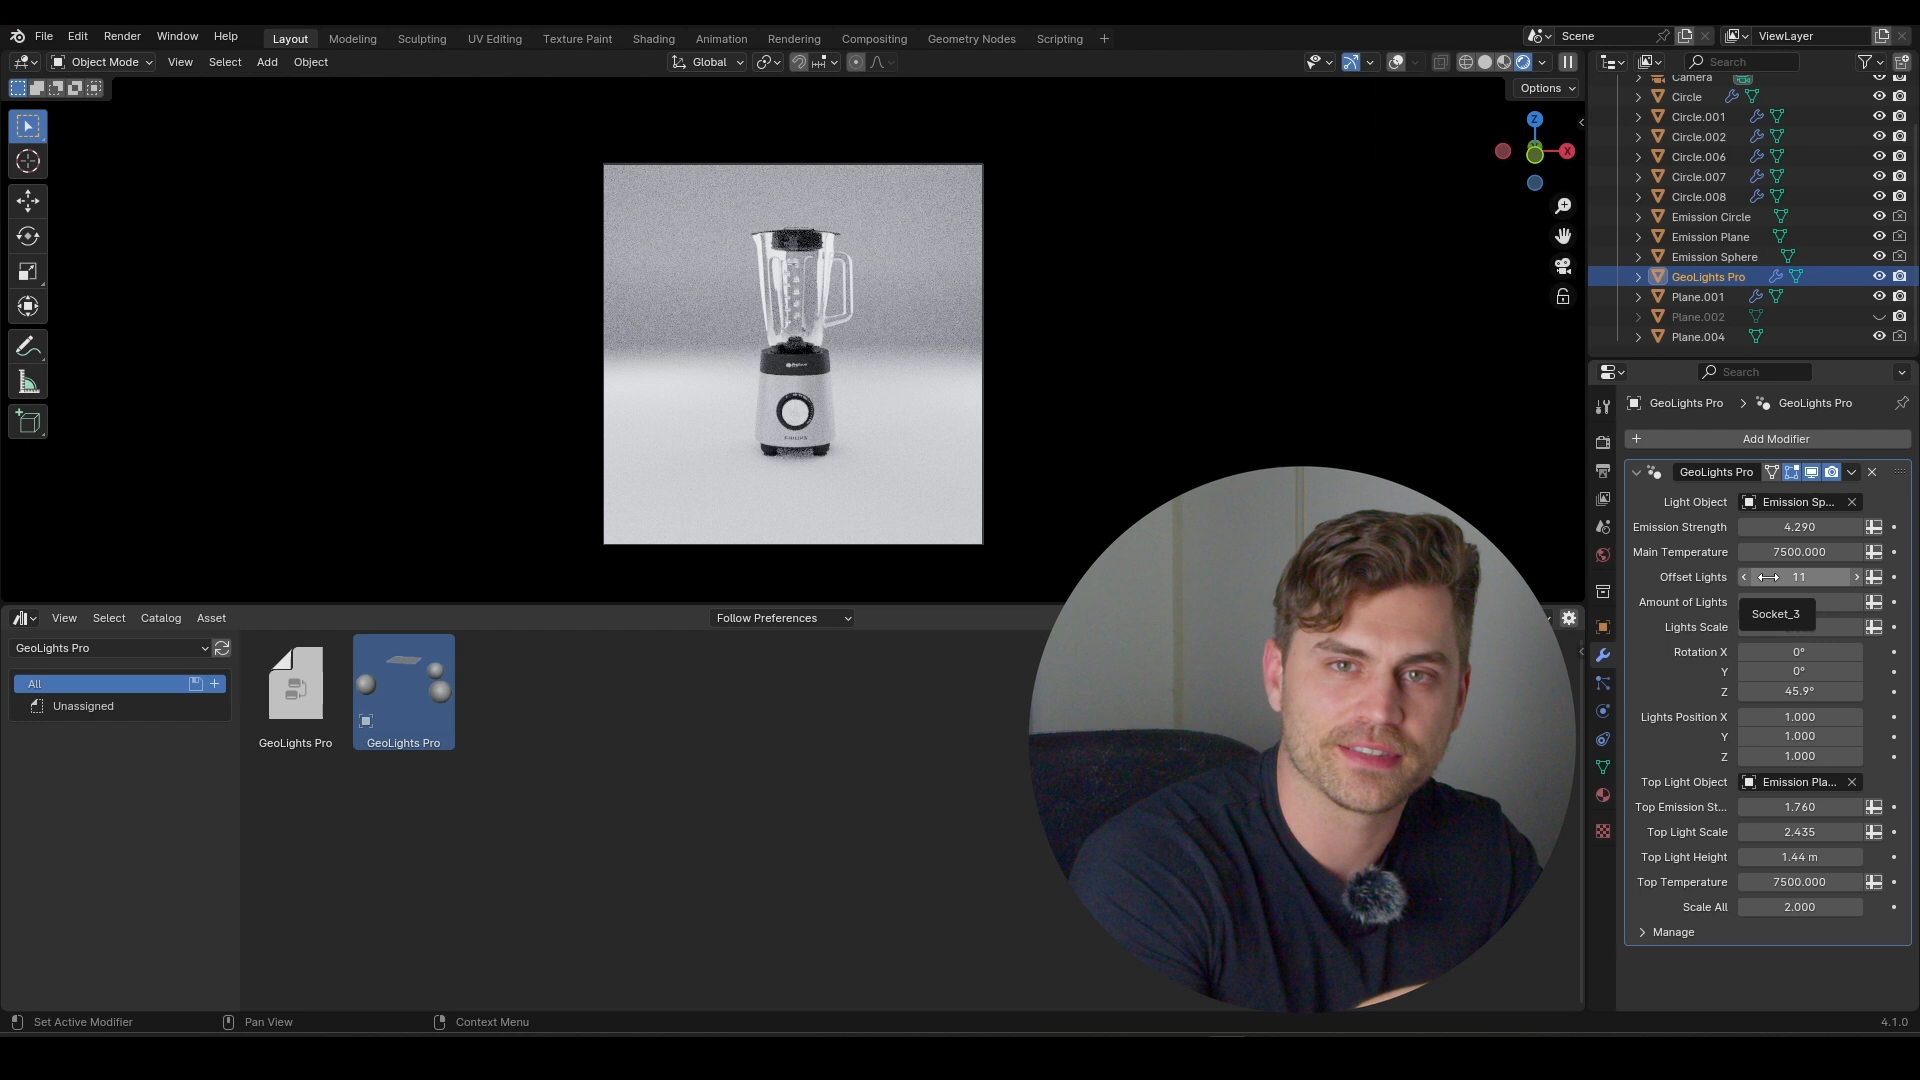 File Edit Render Window Help
Layout Modeling Sculpting UV Editing Texture Paint Shading Animation Rendering Compositing Geometry Nodes Scripting +
Scene
ViewLayer
Object Mode View Select Add Object
Global
Search
Options
Z
X
Camera
Circle
Circle.001
Circle.002
Circle.006
Circle.007
Circle.008
Emission Circle
Emission Plane
Emission Sphere
GeoLights Pro
Plane.001
Plane.002
Plane.004
PHILIPS
Search
GeoLights Pro > GeoLights Pro
+ Add Modifier
GeoLights Pro
Light Object Emission Sp...
Emission Strength 4.290
Main Temperature 7500.000
Offset Lights 11
Amount of Lights
Socket_3
Lights Scale
Rotation X 0°
Y 0°
Z 45.9°
Lights Position X 1.000
Y 1.000
Z 1.000
Top Light Object Emission Pla...
Top Emission St... 1.760
Top Light Scale 2.435
Top Light Height 1.44 m
Top Temperature 7500.000
Scale All 2.000
Manage
View Select Catalog Asset
Follow Preferences
GeoLights Pro
All
Unassigned
GeoLights Pro
GeoLights Pro
Set Active Modifier
Pan View
Context Menu
4.1.0